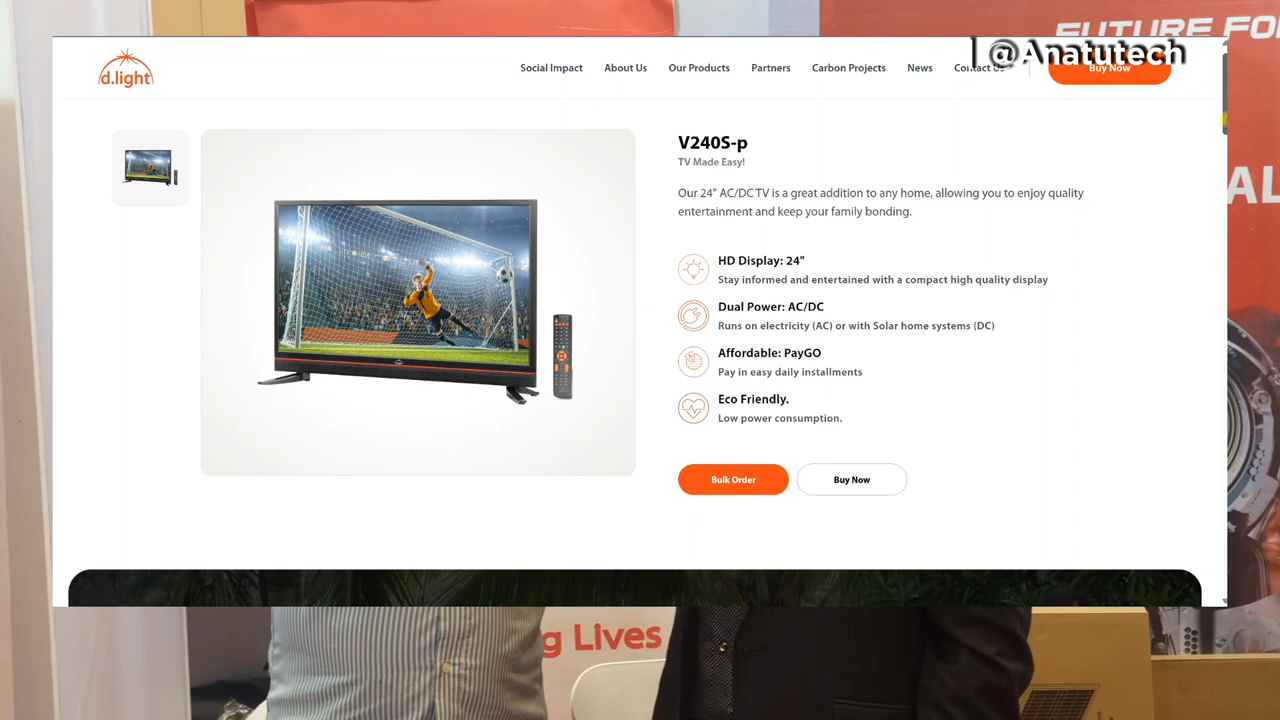 FUTURE FO
| @Anatutech
d.light
Social Impact
About Us
Our Products
Partners
Carbon Projects
News
Contact Us
Buy Now
V240S-p
TV Made Easy!
Our 24" AC/DC TV is a great addition to any home, allowing you to enjoy quality
entertainment and keep your family bonding.
HD Display: 24"
Stay informed and entertained with a compact high quality display
Dual Power: AC/DC
Runs on electricity (AC) or with Solar home systems (DC)
Affordable: PayGO
Pay in easy daily installments
Eco Friendly.
Low power consumption.
Bulk Order
Buy Now
AL
g Lives